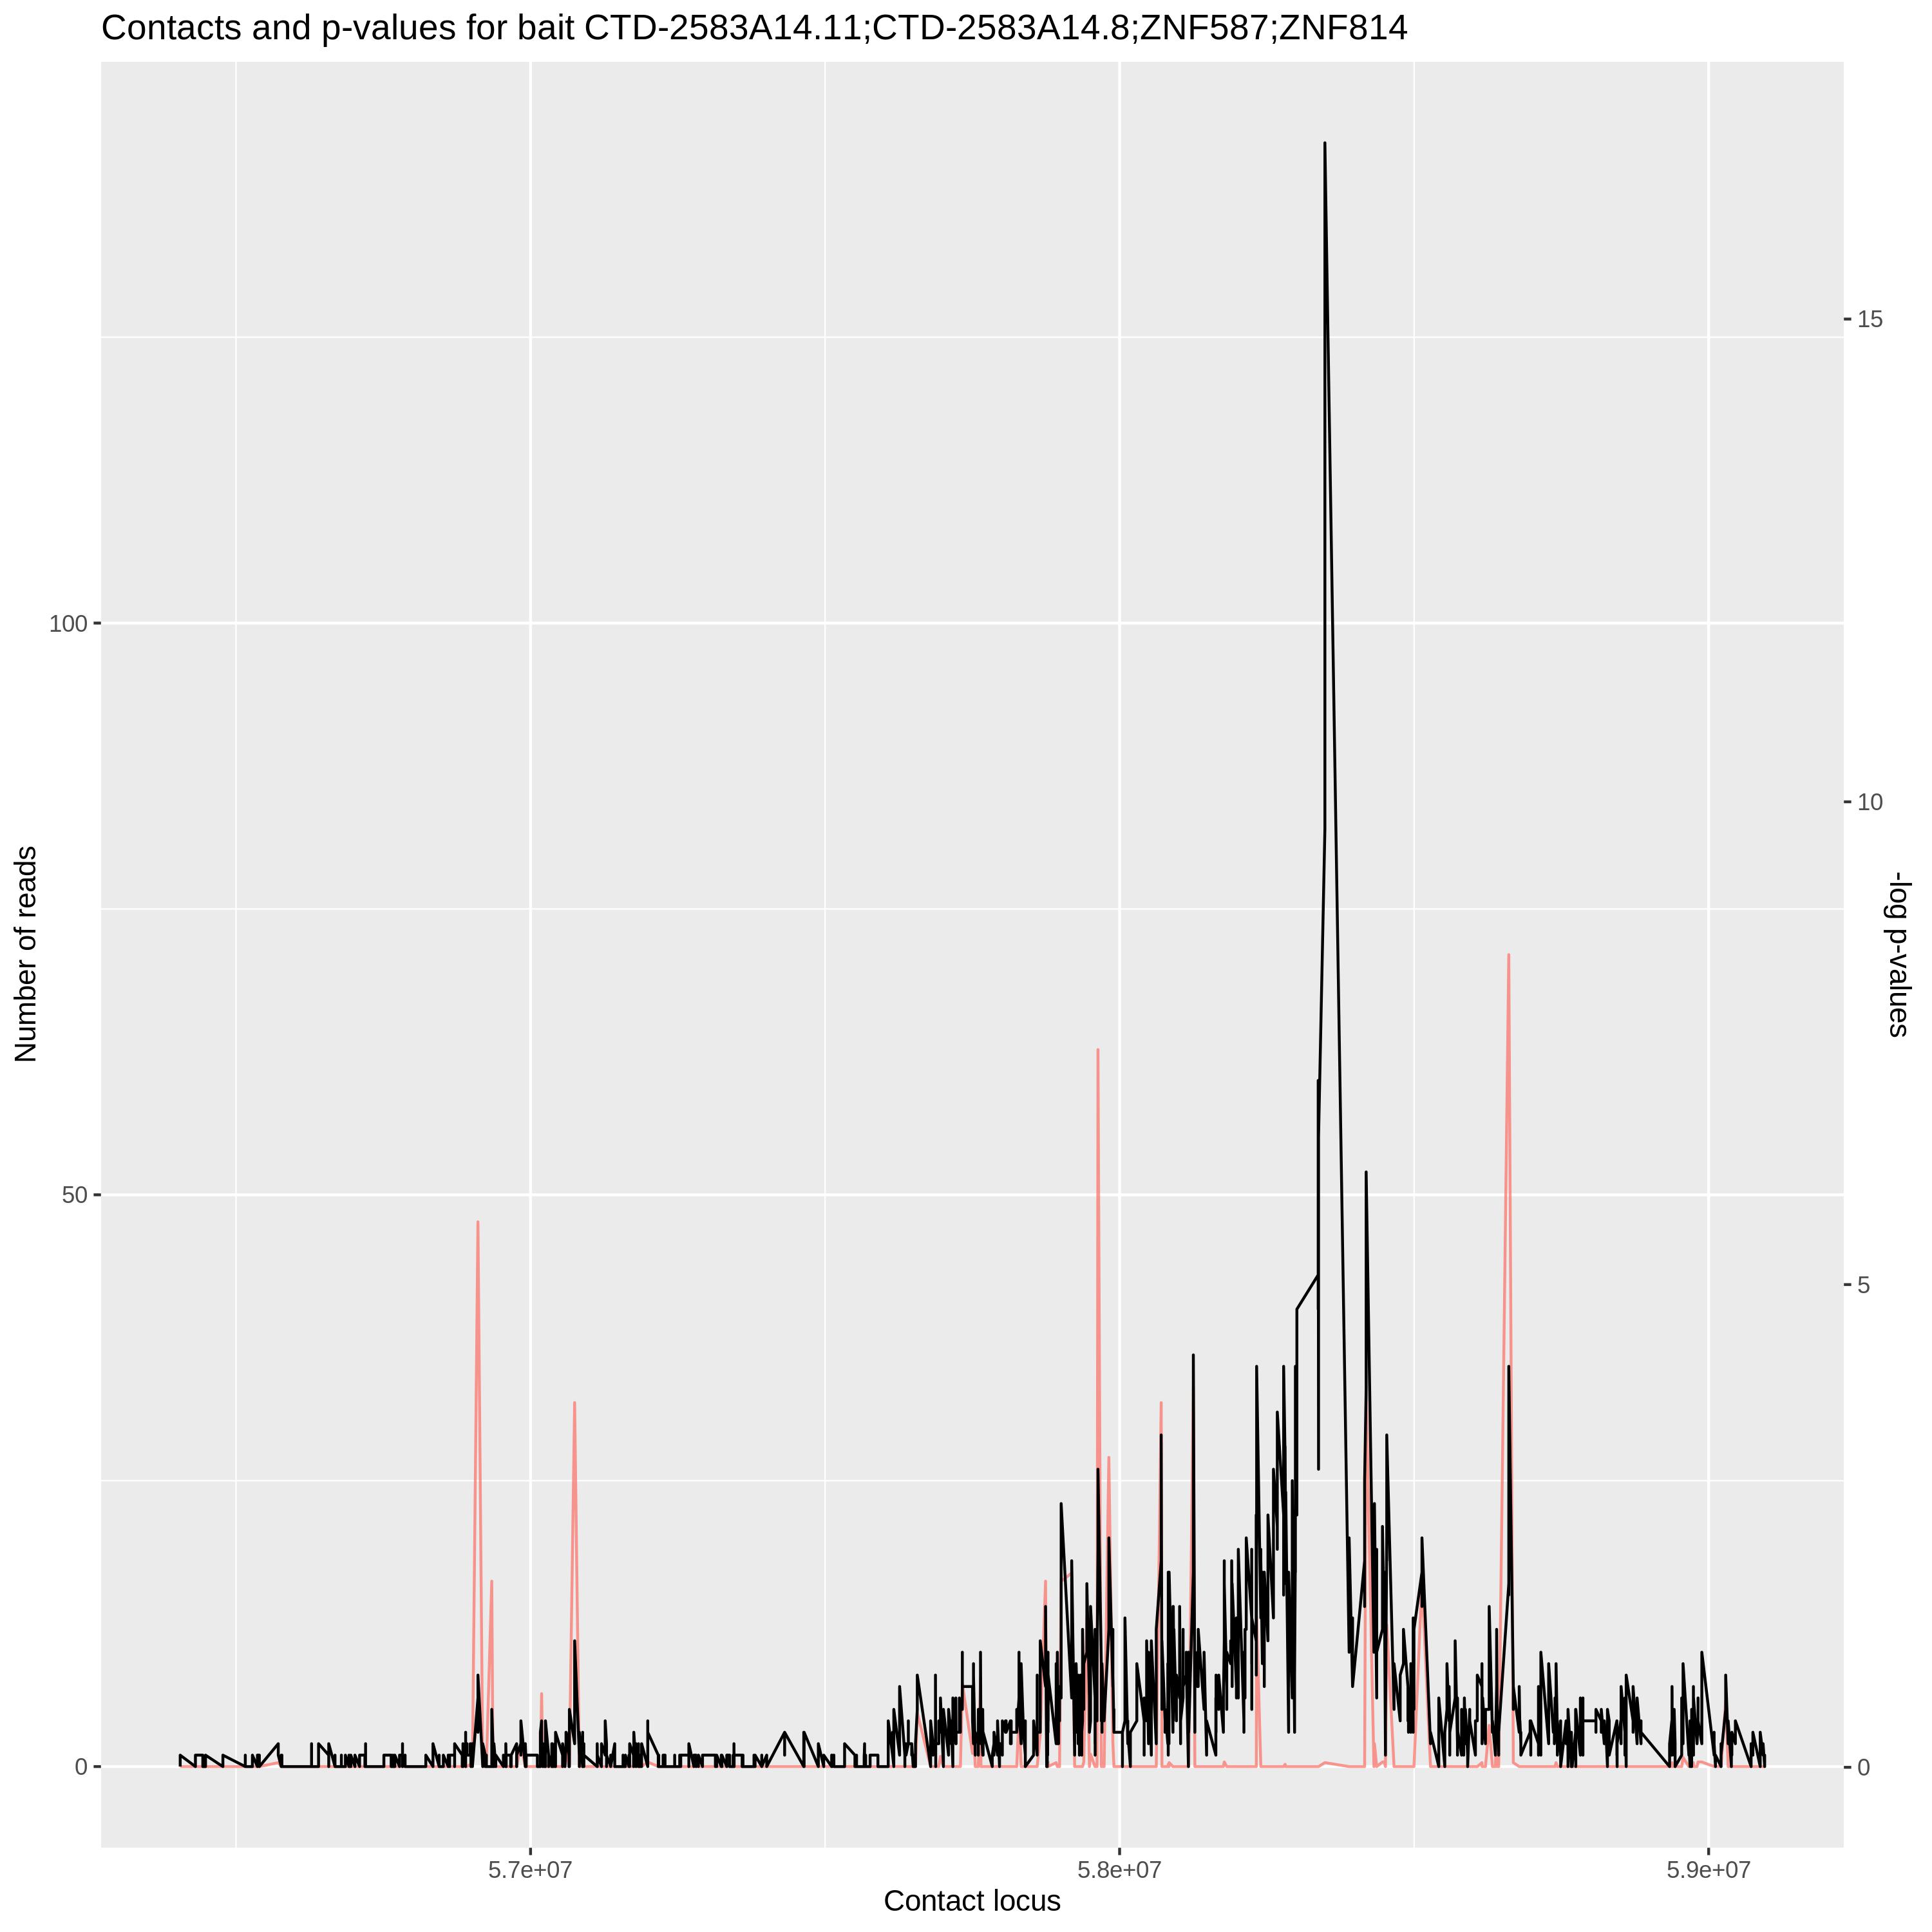 Contacts and p-values for bait CTD-2583A14.11;CTD-2583A14.8;ZNF587;ZNF814
Number of reads
100
50
0
15
10
5
0
-log p-values
5.7e+07
5.8e+07
5.9e+07
Contact locus